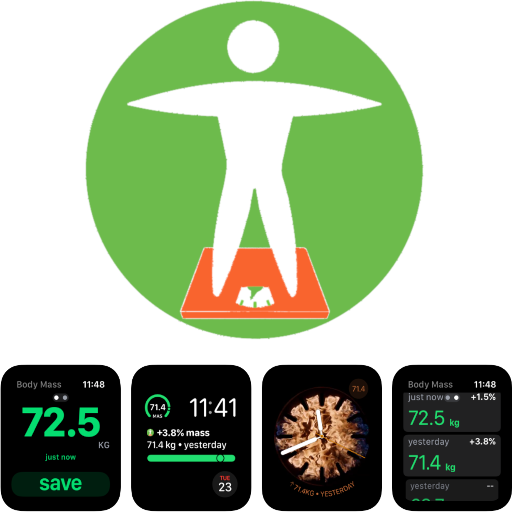 Body Mass 11:48
72.5
KG
just now
save
71.4
MAS
11:41
+3.8% mass
71.4 kg • yesterday
TUE
23
71.4
71.4KG • YESTERDAY
Body Mass 11:48
just now +1.5%
72.5 kg
yesterday +3.8%
71.4 kg
yesterday --